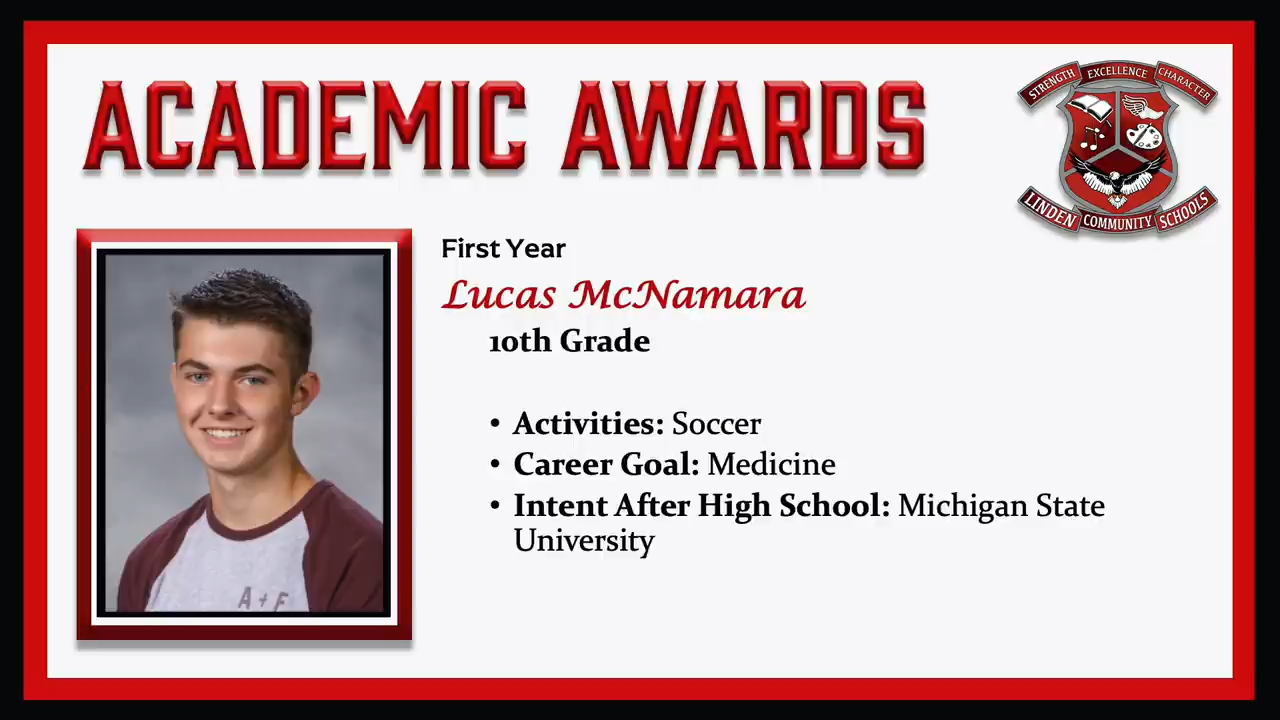 ACADEMIC AWARDS
STRENGTH EXCELLENCE CHARACTER
LINDEN COMMUNITY SCHOOLS
First Year
Lucas McNamara
10th Grade
• Activities: Soccer
• Career Goal: Medicine
• Intent After High School: Michigan State
University
A + F